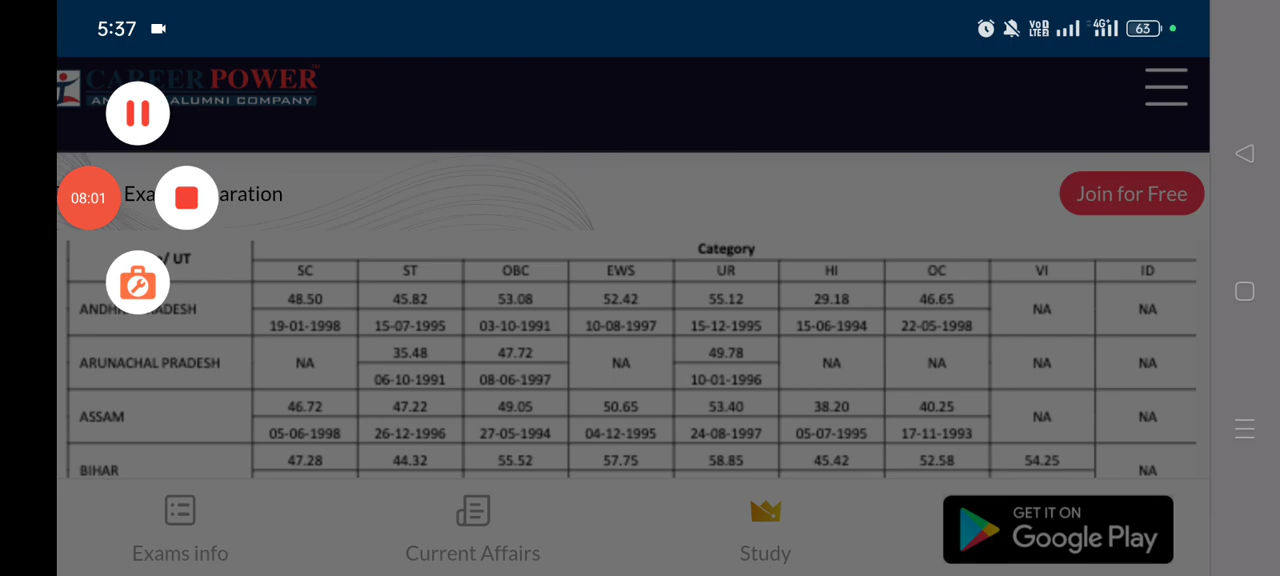 5:37 VoD LTE2 4G+ 63
CAREER POWER
AN ALUMNI COMPANY
08:01
Join for Free
/ UT Category
SC ST OBC EWS UR HI OC VI ID
48.50 45.82 53.08 52.42 55.12 29.18 46.65
ANDHRA PRADESH NA NA
19-01-1998 15-07-1995 03-10-1991 10-08-1997 15-12-1995 15-06-1994 22-05-1998
35.48 47.72 49.78
ARUNACHAL PRADESH NA NA NA NA NA NA
06-10-1991 08-06-1997 10-01-1996
46.72 47.22 49.05 50.65 53.40 38.20 40.25
ASSAM NA NA
05-06-1998 26-12-1996 27-05-1994 04-12-1995 24-08-1997 05-07-1995 17-11-1993
47.28 44.32 55.52 57.75 58.85 45.42 52.58 54.25
BIHAR NA
Exams info Current Affairs Study
GET IT ON
Google Play